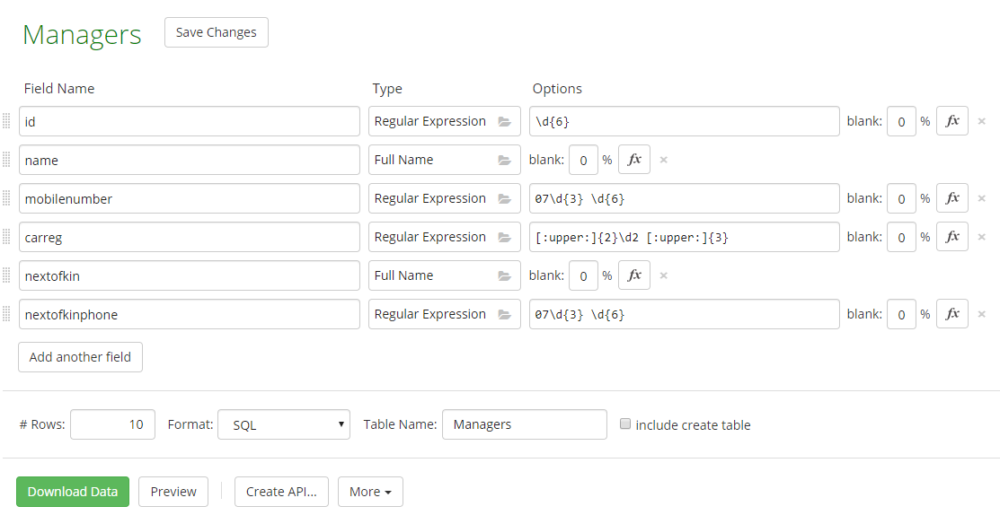 Managers Save Changes
Field Name Type Options
id Regular Expression \d{6} blank: 0 % fx ×
name Full Name blank: 0 % fx ×
mobilenumber Regular Expression 07\d{3} \d{6} blank: 0 % fx ×
carreg Regular Expression [:upper:]{2}\d2 [:upper:]{3} blank: 0 % fx ×
nextofkin Full Name blank: 0 % fx ×
nextofkinphone Regular Expression 07\d{3} \d{6} blank: 0 % fx ×
Add another field
# Rows: 10 Format: SQL Table Name: Managers include create table
Download Data Preview Create API... More